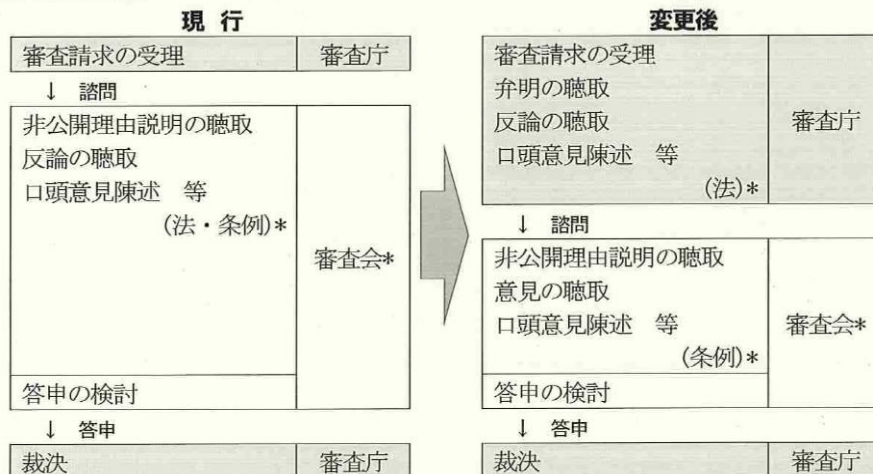 現 行
審査請求の受理 審査庁
↓ 諮問
非公開理由説明の聴取
反論の聴取
口頭意見陳述 等
(法・条例)*
審査会*
答申の検討
↓ 答申
裁決 審査庁
変更後
審査請求の受理
弁明の聴取
反論の聴取
口頭意見陳述 等
(法)*
審査庁
↓ 諮問
非公開理由説明の聴取
意見の聴取
口頭意見陳述 等
(条例)*
審査会*
答申の検討
↓ 答申
裁決 審査庁